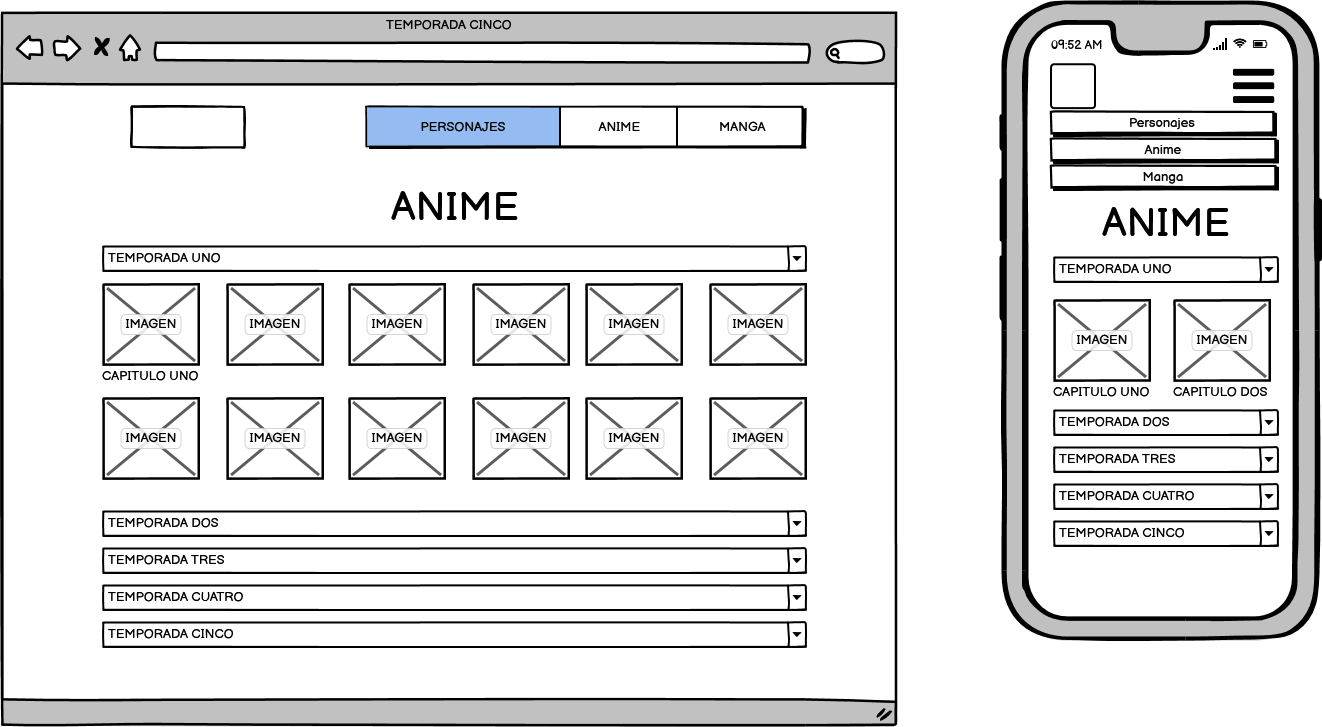 TEMPORADA CINCO
PERSONAJES ANIME MANGA
ANIME
TEMPORADA UNO
IMAGEN IMAGEN IMAGEN IMAGEN IMAGEN IMAGEN
CAPITULO UNO
IMAGEN IMAGEN IMAGEN IMAGEN IMAGEN IMAGEN
TEMPORADA DOS
TEMPORADA TRES
TEMPORADA CUATRO
TEMPORADA CINCO
09:52 AM
Personajes
Anime
Manga
ANIME
TEMPORADA UNO
IMAGEN IMAGEN
CAPITULO UNO CAPITULO DOS
TEMPORADA DOS
TEMPORADA TRES
TEMPORADA CUATRO
TEMPORADA CINCO